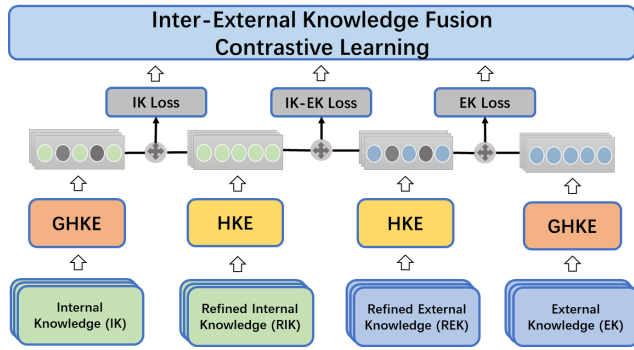 Inter-External Knowledge Fusion
Contrastive Learning
IK Loss
IK-EK Loss
EK Loss
GHKE
HKE
HKE
GHKE
Internal
Knowledge (IK)
Refined Internal
Knowledge (RIK)
Refined External
Knowledge (REK)
External
Knowledge (EK)